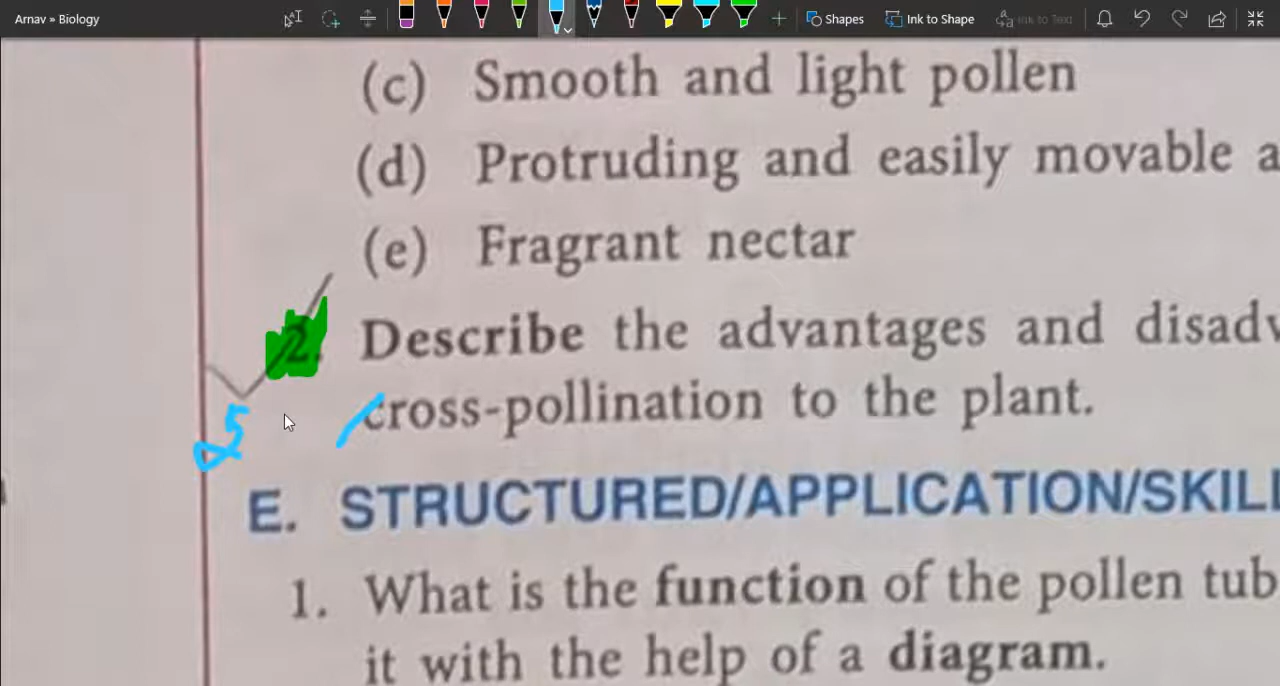 Arnav » Biology
Shapes
Ink to Shape
Ink to Text
(c) Smooth and light pollen
(d) Protruding and easily movable a
(e) Fragrant nectar
2. Describe the advantages and disadv
cross-pollination to the plant.
5
E. STRUCTURED/APPLICATION/SKILL
1. What is the function of the pollen tub
it with the help of a diagram.